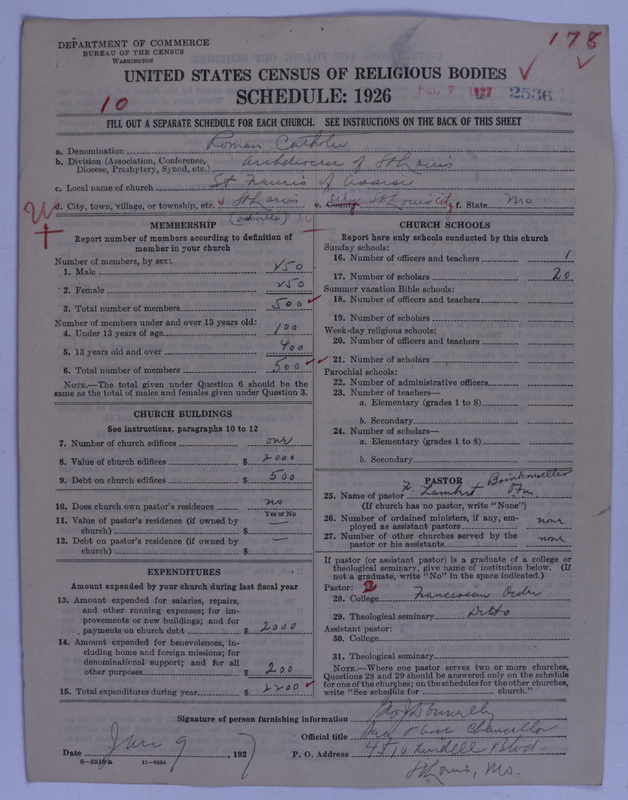 DEPARTMENT OF COMMERCE
BUREAU OF THE CENSUS
WASHINGTON
178
UNITED STATES CENSUS OF RELIGIOUS BODIES
SCHEDULE: 1926
10
FEB 7 1927 2536
FILL OUT A SEPARATE SCHEDULE FOR EACH CHURCH. SEE INSTRUCTIONS ON THE BACK OF THIS SHEET
a. Denomination Roman Catholic
b. Division (Association, Conference, Diocese, Presbytery, Synod, etc.) Archdiocese of St Louis
c. Local name of church St Francis of Assisi
d. City, town, village, or township, etc. St Louis e. County St Louis City f. State Mo
(Oakville)
MEMBERSHIP
Report number of members according to definition of
member in your church
Number of members, by sex:
1. Male 250
2. Female 250
3. Total number of members 500
Number of members under and over 13 years old:
4. Under 13 years of age 100
5. 13 years old and over 400
6. Total number of members 500
NOTE.—The total given under Question 6 should be
same as the total of males and females given under Question 3.
CHURCH BUILDINGS
See instructions, paragraphs 10 to 12
7. Number of church edifices one
8. Value of church edifices $ 2000
9. Debt on church edifices $ 500
10. Does church own pastor's residence no
Yes or No
11. Value of pastor's residence (if owned by
church) $ —
12. Debt on pastor's residence (if owned by
church) $ —
EXPENDITURES
Amount expended by your church during last fiscal year
13. Amount expended for salaries, repairs,
and other running expenses; for im-
provements or new buildings; and for
payments on church debt $ 2000
14. Amount expended for benevolences, in-
cluding home and foreign missions; for
denominational support; and for all
other purposes $ 200
15. Total expenditures during year $ 2200
CHURCH SCHOOLS
Report here only schools conducted by this church
Sunday schools:
16. Number of officers and teachers 1
17. Number of scholars 20
Summer vacation Bible schools:
18. Number of officers and teachers
19. Number of scholars
Week-day religious schools:
20. Number of officers and teachers
21. Number of scholars
Parochial schools:
22. Number of administrative officers
23. Number of teachers—
a. Elementary (grades 1 to 8)
b. Secondary
24. Number of scholars—
a. Elementary (grades 1 to 8)
b. Secondary
PASTOR
25. Name of pastor Lambert Brinkmoeller OFM
(If church has no pastor, write "None")
26. Number of ordained ministers, if any, em-
ployed as assistant pastors none
27. Number of other churches served by the
pastor or his assistants none
If pastor (or assistant pastor) is a graduate of a college or
theological seminary, give name of institution below. (If
not a graduate, write "No" in the space indicated.)
Pastor: 2
28. College Franciscan Order
29. Theological seminary Ditto
Assistant pastor:
30. College
31. Theological seminary
NOTE.—Where one pastor serves two or more churches,
Questions 28 and 29 should be answered only on the schedule
for one of the churches; on the schedules for the other churches,
write "See schedule for church."
Signature of person furnishing information Geo J Donnelly
Official title Chancellor
Date Jan 9, 1927 P. O. Address 4510 Lindell Blvd.
8—5519a 11—8684
St Louis, Mo.